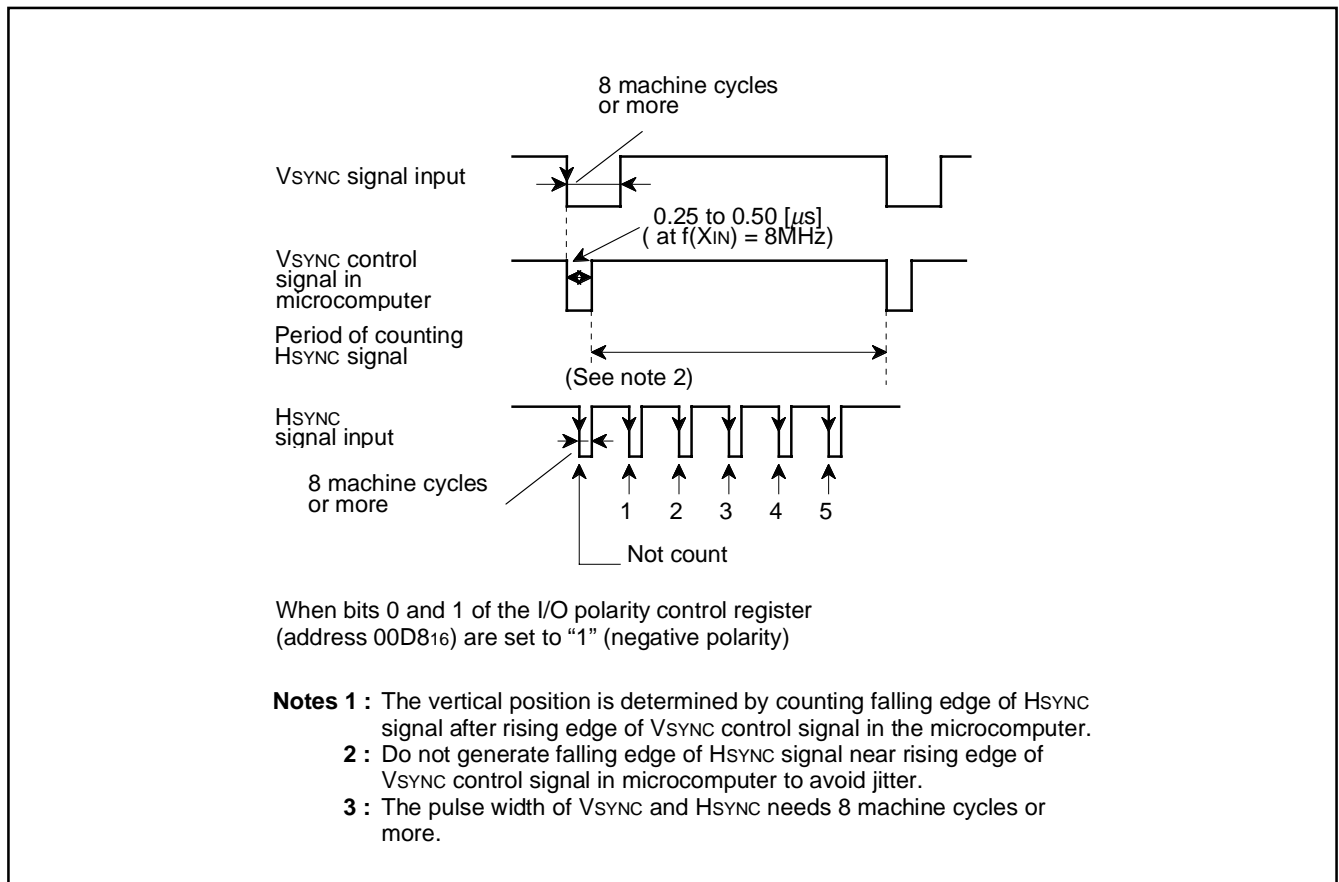 8 machine cycles
or more
VSYNC signal input
0.25 to 0.50 [μs]
( at f(XIN) = 8MHz)
VSYNC control
signal in
microcomputer
Period of counting
HSYNC signal
(See note 2)
HSYNC
signal input
8 machine cycles
or more
1 2 3 4 5
Not count
When bits 0 and 1 of the I/O polarity control register
(address 00D816) are set to “1” (negative polarity)
Notes 1 : The vertical position is determined by counting falling edge of HSYNC
signal after rising edge of VSYNC control signal in the microcomputer.
2 : Do not generate falling edge of HSYNC signal near rising edge of
VSYNC control signal in microcomputer to avoid jitter.
3 : The pulse width of VSYNC and HSYNC needs 8 machine cycles or
more.